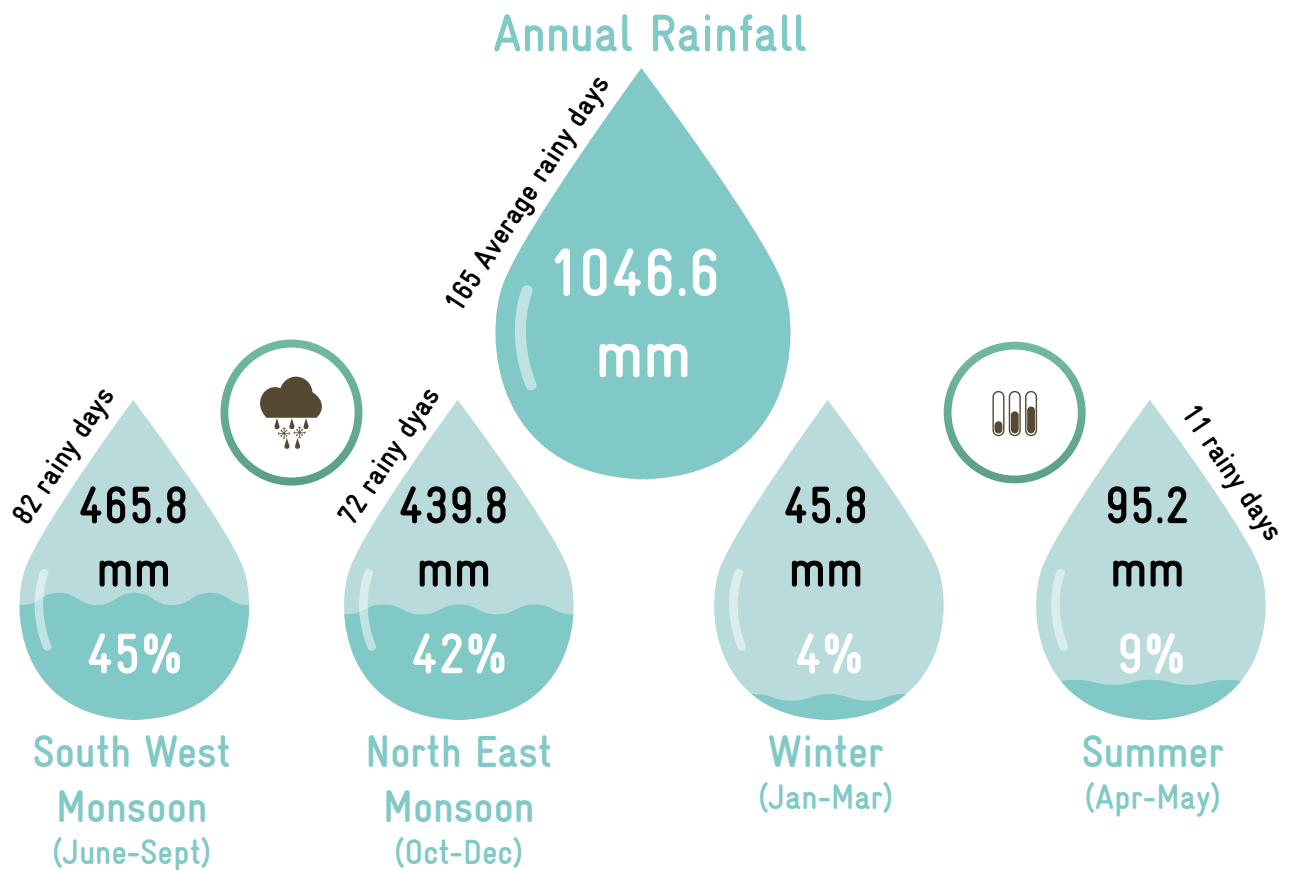 Annual Rainfall
165 Average rainy days
1046.6
mm
82 rainy days
465.8
mm
45%
South West
Monsoon
(June-Sept)
72 rainy dyas
439.8
mm
42%
North East
Monsoon
(Oct-Dec)
45.8
mm
4%
Winter
(Jan-Mar)
11 rainy days
95.2
mm
9%
Summer
(Apr-May)